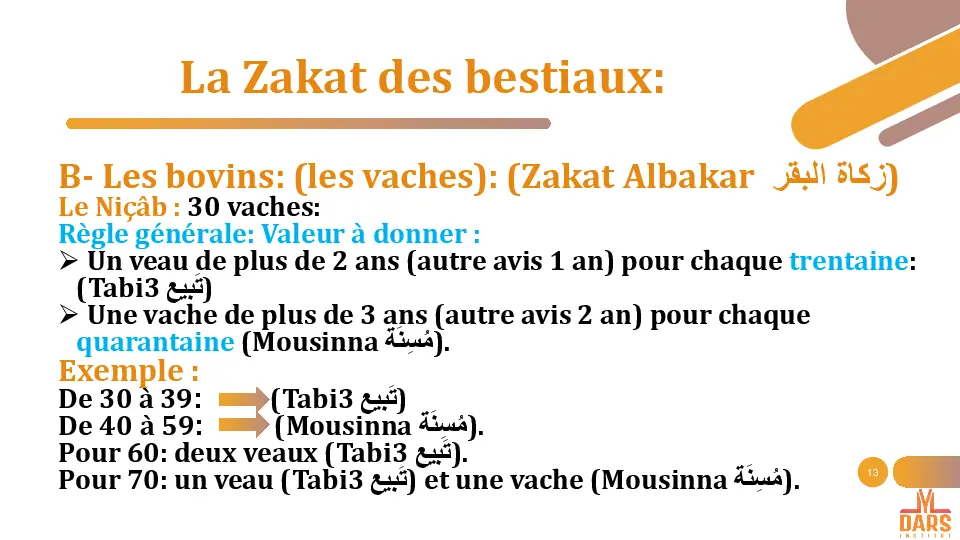 La Zakat des bestiaux:
B- Les bovins: (les vaches): (Zakat Albakar زكاة البقر)
Le Niçâb : 30 vaches:
Règle générale: Valeur à donner :
➢ Un veau de plus de 2 ans (autre avis 1 an) pour chaque trentaine:
(Tabi3 تَبيع)
➢ Une vache de plus de 3 ans (autre avis 2 an) pour chaque
quarantaine (Mousinna مُسِنَة).
Exemple :
De 30 à 39: (Tabi3 تَبيع)
De 40 à 59: (Mousinna مُسِنَة).
Pour 60: deux veaux (Tabi3 تَبيع).
Pour 70: un veau (Tabi3 تَبيع) et une vache (Mousinna مُسِنَة).
13
DARS
INSTITUT